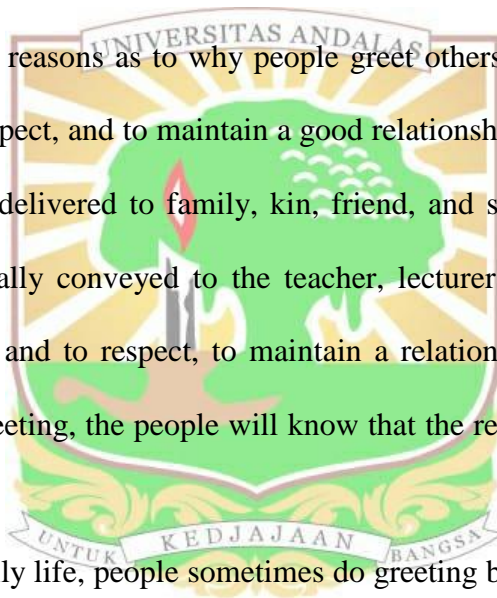 UNIVERSITAS ANDALAS
reasons as to why people greet others
pect, and to maintain a good relationsh
delivered to family, kin, friend, and s
ally conveyed to the teacher, lecturer
and to respect, to maintain a relation
eeting, the people will know that the re
UNTUK KEDJAJAAN BANGSA
ly life, people sometimes do greeting b